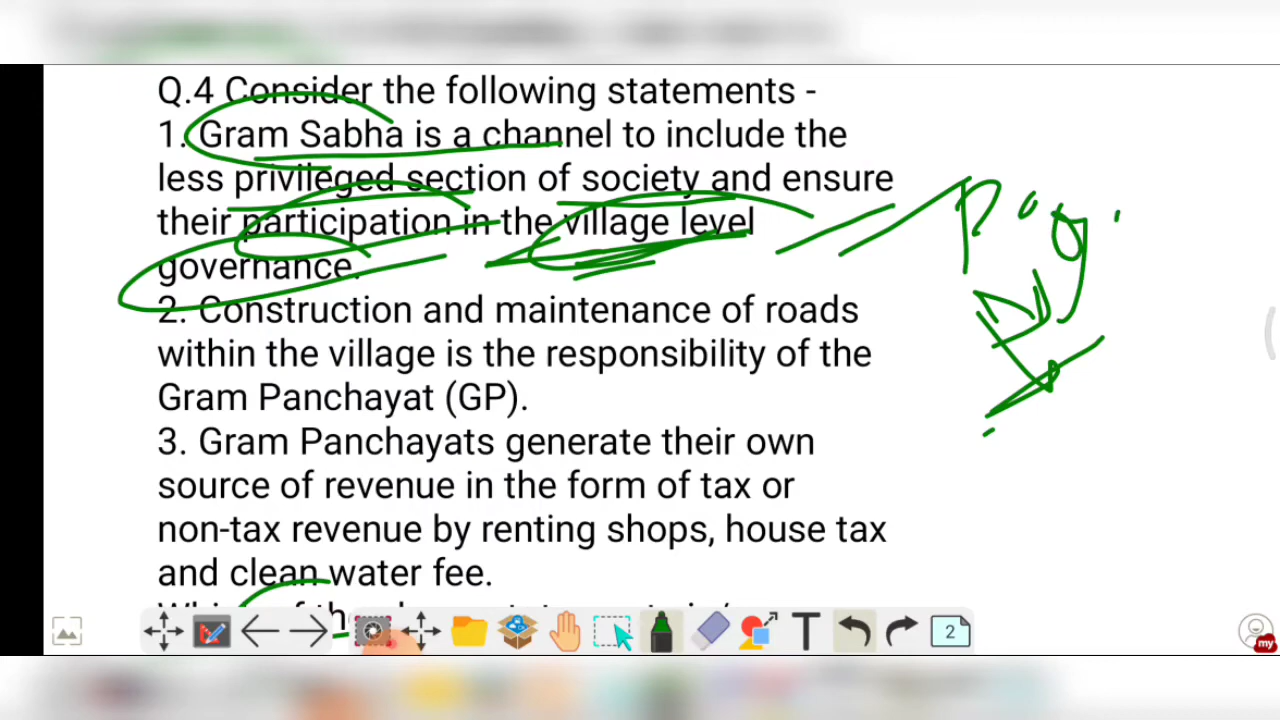 Q.4 Consider the following statements -
1. Gram Sabha is a channel to include the
less privileged section of society and ensure
their participation in the village level
governance.
2. Construction and maintenance of roads
within the village is the responsibility of the
Gram Panchayat (GP).
3. Gram Panchayats generate their own
source of revenue in the form of tax or
non-tax revenue by renting shops, house tax
and clean water fee.
T
2
my